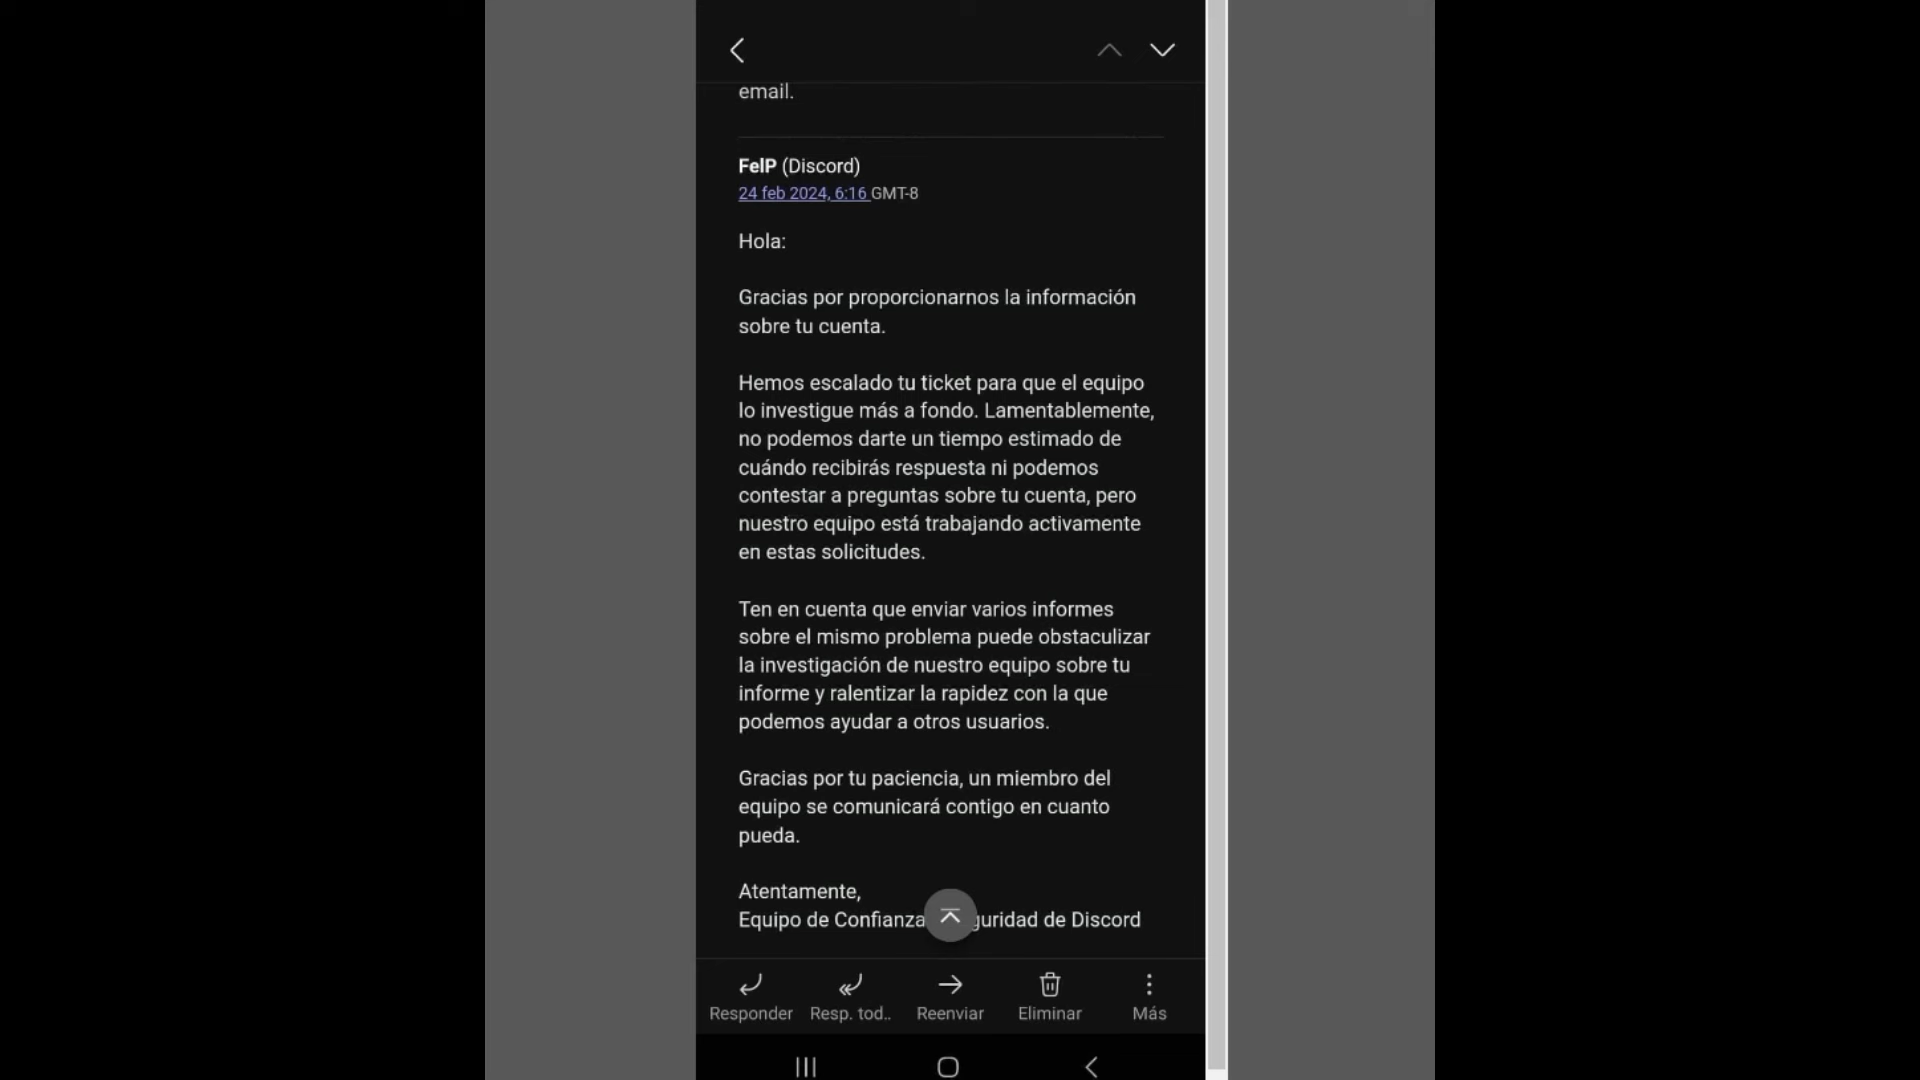 email.
FelP (Discord)
24 feb 2024, 6:16 GMT-8
Hola:
Gracias por proporcionarnos la información
sobre tu cuenta.
Hemos escalado tu ticket para que el equipo
lo investigue más a fondo. Lamentablemente,
no podemos darte un tiempo estimado de
cuándo recibirás respuesta ni podemos
contestar a preguntas sobre tu cuenta, pero
nuestro equipo está trabajando activamente
en estas solicitudes.
Ten en cuenta que enviar varios informes
sobre el mismo problema puede obstaculizar
la investigación de nuestro equipo sobre tu
informe y ralentizar la rapidez con la que
podemos ayudar a otros usuarios.
Gracias por tu paciencia, un miembro del
equipo se comunicará contigo en cuanto
pueda.
Atentamente,
Equipo de Confianza guridad de Discord
Responder Resp. tod.. Reenviar Eliminar Más